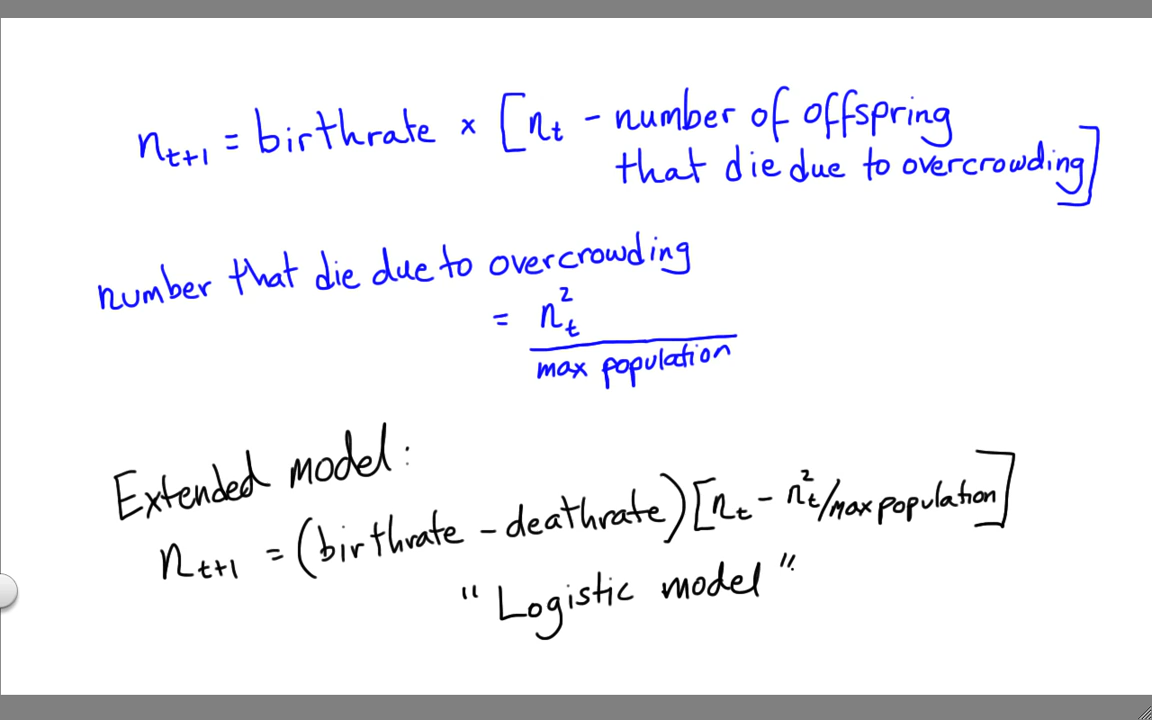 n_{t+1} = birthrate × [n_t - number of offspring
that die due to overcrowding]
number that die due to overcrowding
= n_t^2
max population
Extended model:
n_{t+1} = (birthrate - deathrate)[n_t - n_t^2/max population]
"Logistic model"